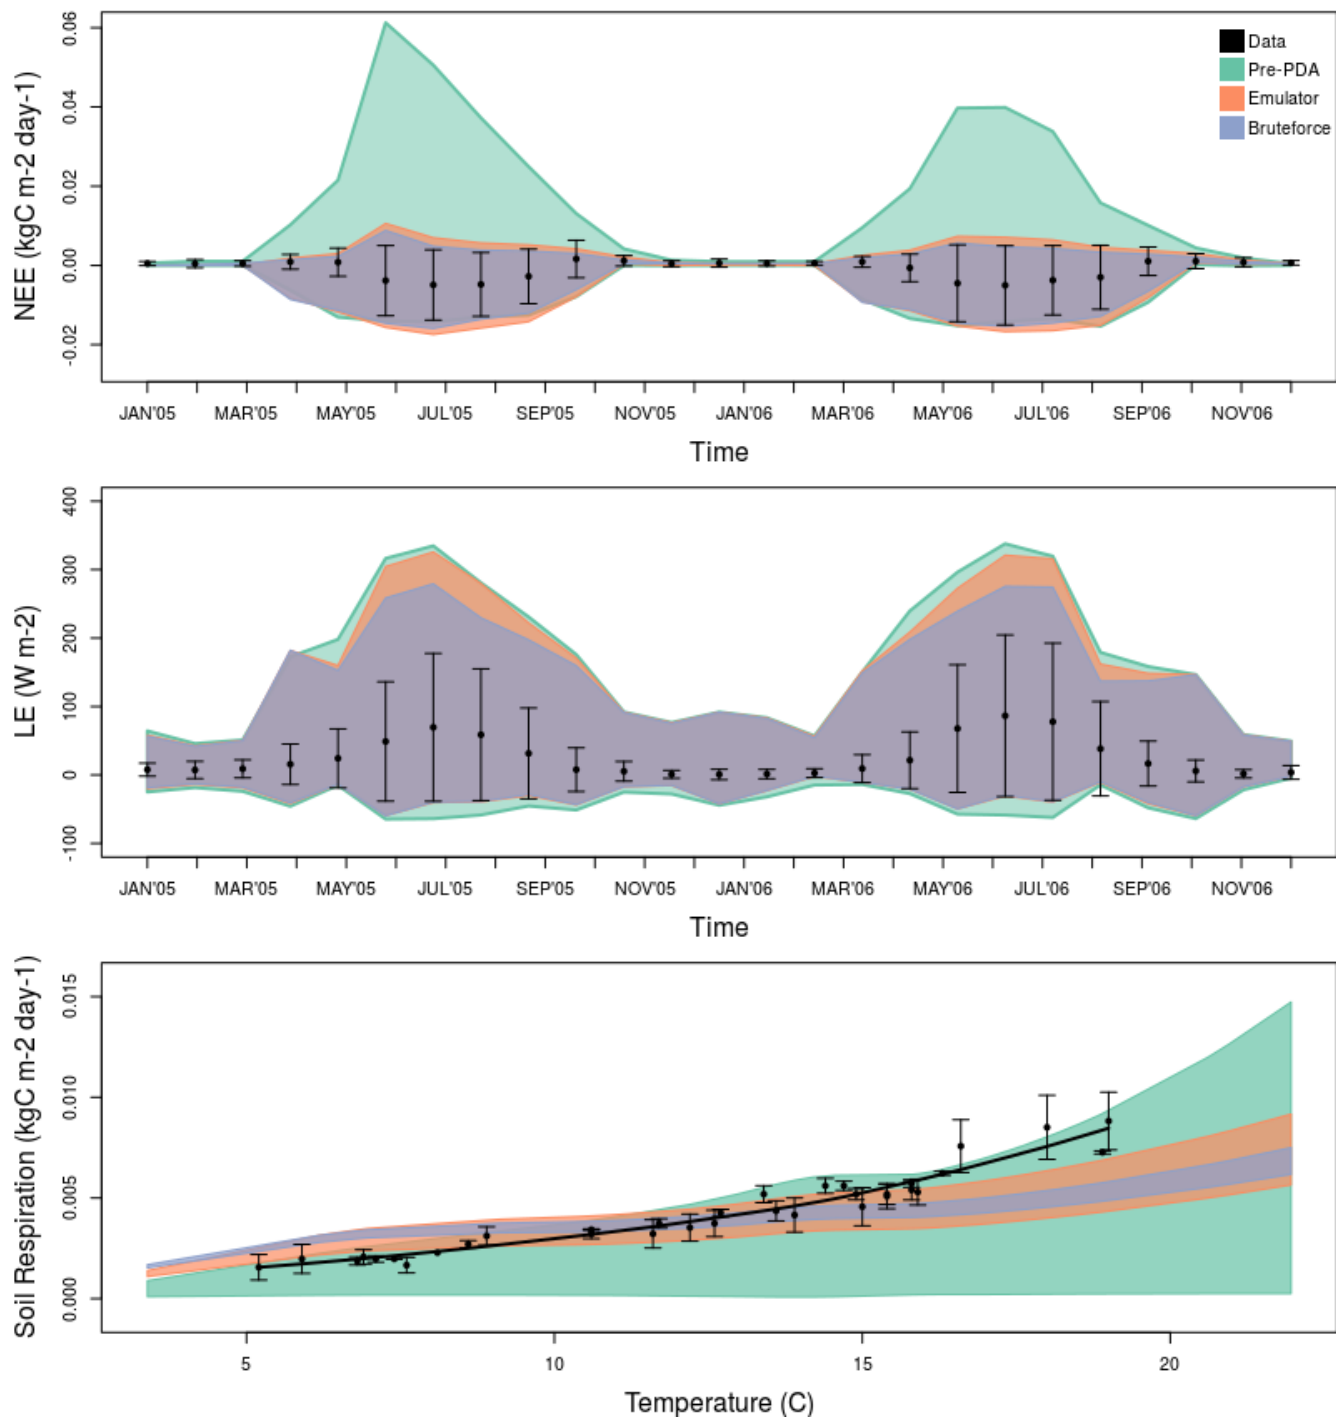 NEE (kgC m-2 day-1)
0.06
0.04
0.02
0.00
-0.02
Data
Pre-PDA
Emulator
Bruteforce
JAN'05 MAR'05 MAY'05 JUL'05 SEP'05 NOV'05 JAN'06 MAR'06 MAY'06 JUL'06 SEP'06 NOV'06
Time
LE (W m-2)
400
300
200
100
0
-100
JAN'05 MAR'05 MAY'05 JUL'05 SEP'05 NOV'05 JAN'06 MAR'06 MAY'06 JUL'06 SEP'06 NOV'06
Time
Soil Respiration (kgC m-2 day-1)
0.015
0.010
0.005
0.000
5 10 15 20
Temperature (C)